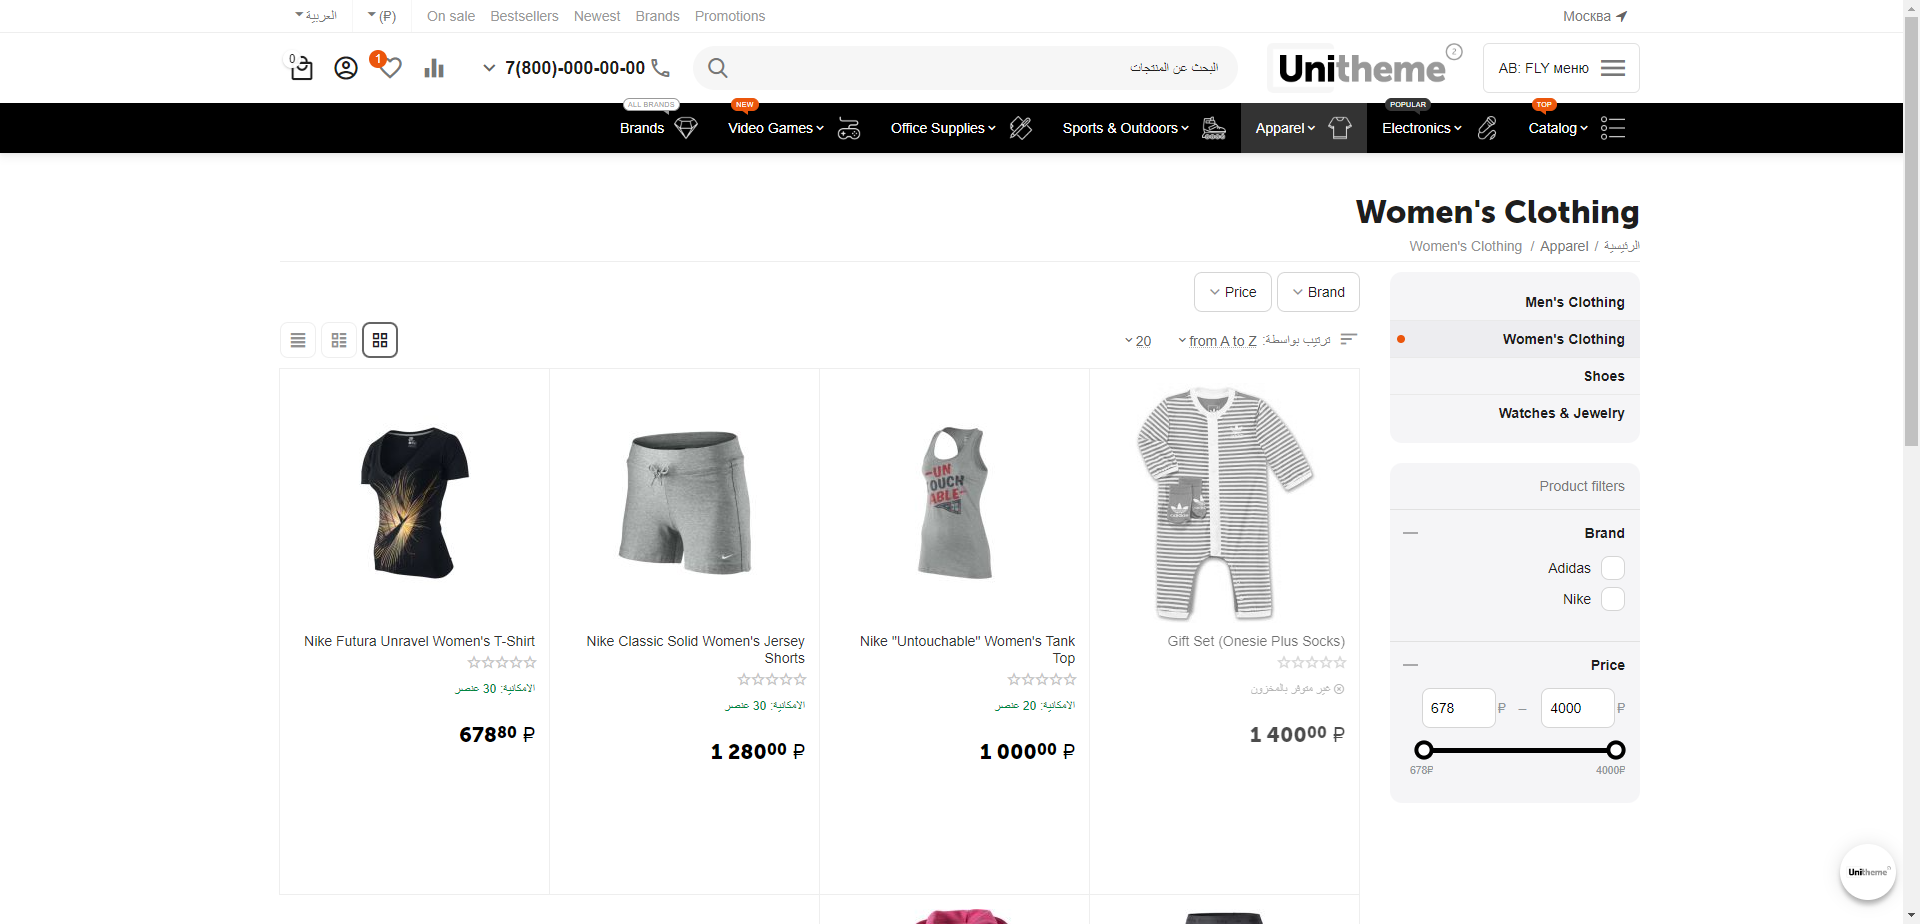 العربية
(₽)
On sale Bestsellers Newest Brands Promotions
Москва
0
1
7(800)-000-00-00
البحث عن المنتجات
Unitheme 2
AB: FLY меню
ALL BRANDS
NEW
POPULAR
TOP
Brands Video Games Office Supplies Sports & Outdoors Apparel Electronics Catalog
Women's Clothing
الرئيسية / Apparel / Women's Clothing
Price
Brand
20
ترتيب بواسطة: from A to Z
Men's Clothing
Women's Clothing
Shoes
Watches & Jewelry
Product filters
Brand
Adidas
Nike
Price
678 ₽ – 4000 ₽
678₽ 4000₽
UN
TOUCH
ABLE
Nike Futura Unravel Women's T-Shirt
الامكانية: 30 عنصر
678⁸⁰ ₽
Nike Classic Solid Women's Jersey
Shorts
الامكانية: 30 عنصر
1 280⁰⁰ ₽
Nike "Untouchable" Women's Tank
Top
الامكانية: 20 عنصر
1 000⁰⁰ ₽
Gift Set (Onesie Plus Socks)
غير متوفر بالمخزون
1 400⁰⁰ ₽
Unitheme